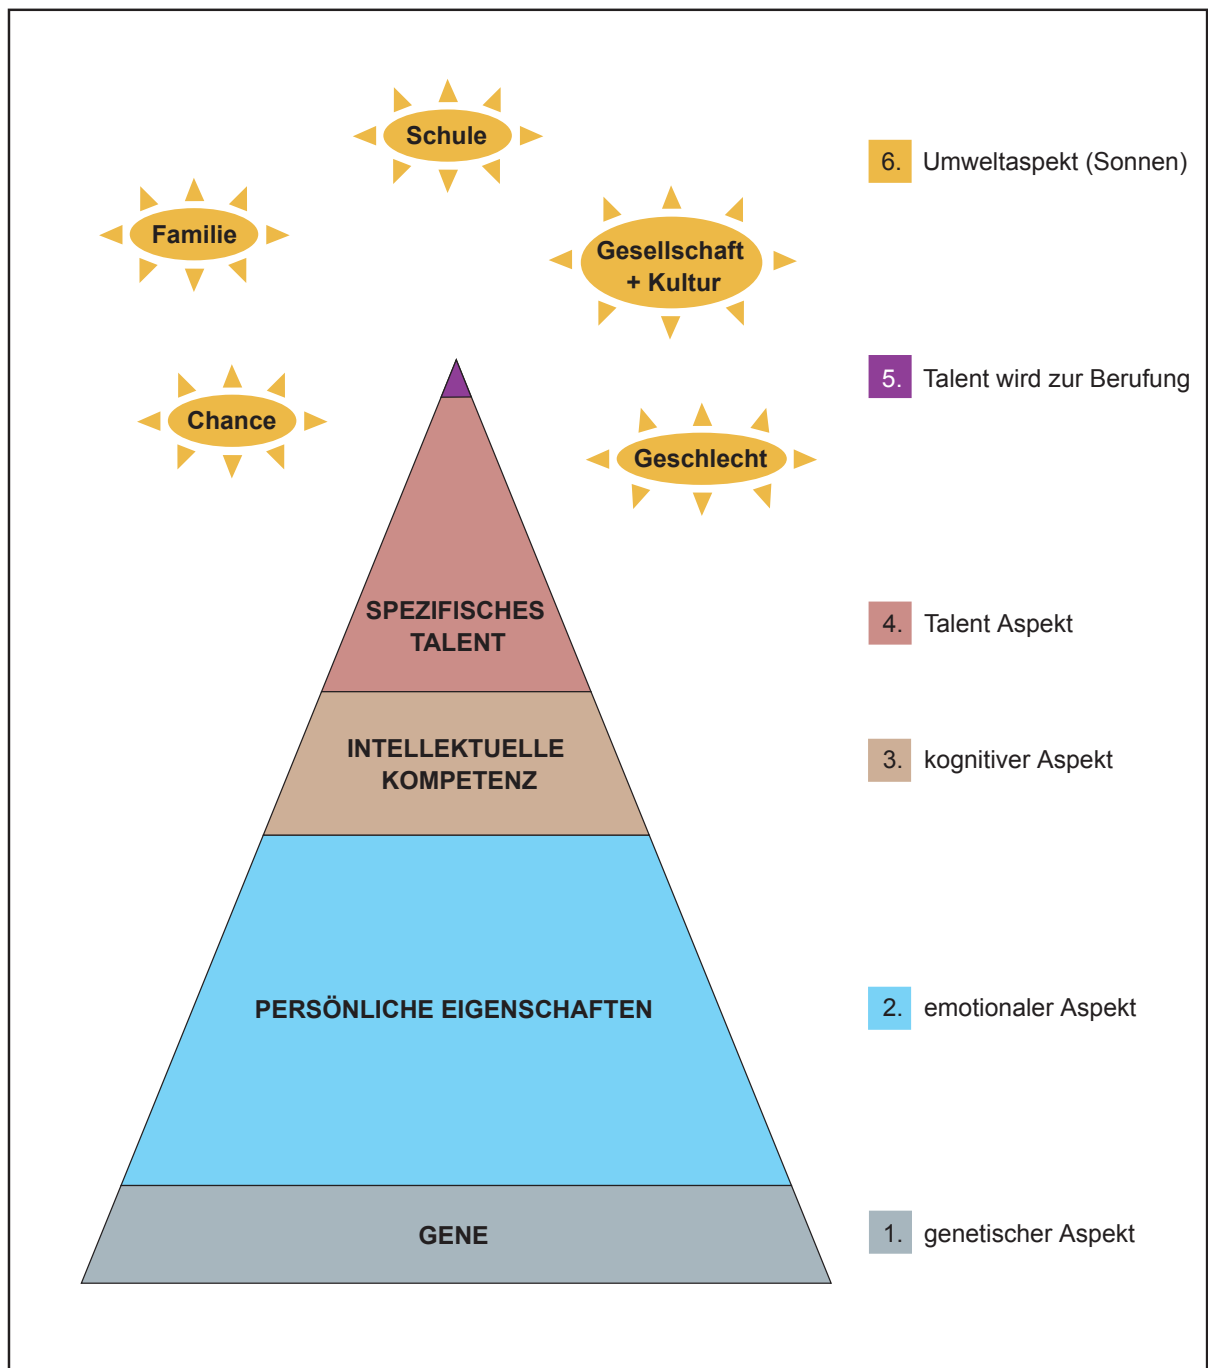 Schule
6. Umweltaspekt (Sonnen)
Familie
Gesellschaft
+ Kultur
5. Talent wird zur Berufung
Chance
Geschlecht
SPEZIFISCHES
TALENT
4. Talent Aspekt
INTELLEKTUELLE
KOMPETENZ
3. kognitiver Aspekt
PERSÖNLICHE EIGENSCHAFTEN
2. emotionaler Aspekt
GENE
1. genetischer Aspekt